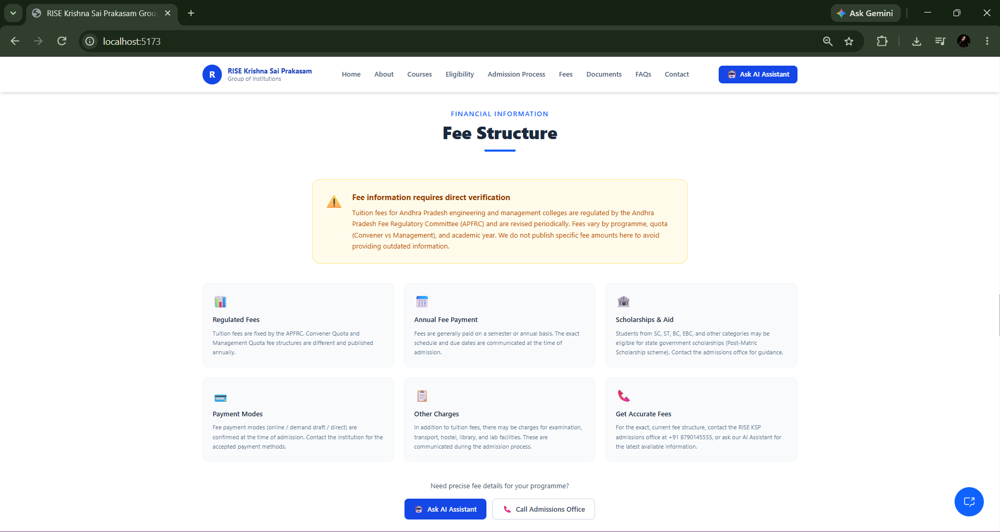 RISE Krishna Sai Prakasam Grou
Ask Gemini
localhost:5173
R
RISE Krishna Sai Prakasam
Group of Institutions
Home
About
Courses
Eligibility
Admission Process
Fees
Documents
FAQs
Contact
Ask AI Assistant
FINANCIAL INFORMATION
Fee Structure
Fee information requires direct verification
Tuition fees for Andhra Pradesh engineering and management colleges are regulated by the Andhra
Pradesh Fee Regulatory Committee (APFRC) and are revised periodically. Fees vary by programme, quota
(Convener vs Management), and academic year. We do not publish specific fee amounts here to avoid
providing outdated information.
Regulated Fees
Tuition fees are fixed by the APFRC. Convener Quota and
Management Quota fee structures are different and published
annually.
Annual Fee Payment
Fees are generally paid on a semester or annual basis. The exact
schedule and due dates are communicated at the time of
admission.
Scholarships & Aid
Students from SC, ST, BC, EBC, and other categories may be
eligible for state government scholarships (Post-Matric
Scholarship scheme). Contact the admissions office for guidance.
Payment Modes
Fee payment modes (online / demand draft / direct) are
confirmed at the time of admission. Contact the institution for the
accepted payment methods.
Other Charges
In addition to tuition fees, there may be charges for examination,
transport, hostel, library, and lab facilities. These are
communicated during the admission process.
Get Accurate Fees
For the exact, current fee structure, contact the RISE KSP
admissions office at +91 8790145555, or ask our AI Assistant for
the latest available information.
Need precise fee details for your programme?
Ask AI Assistant
Call Admissions Office